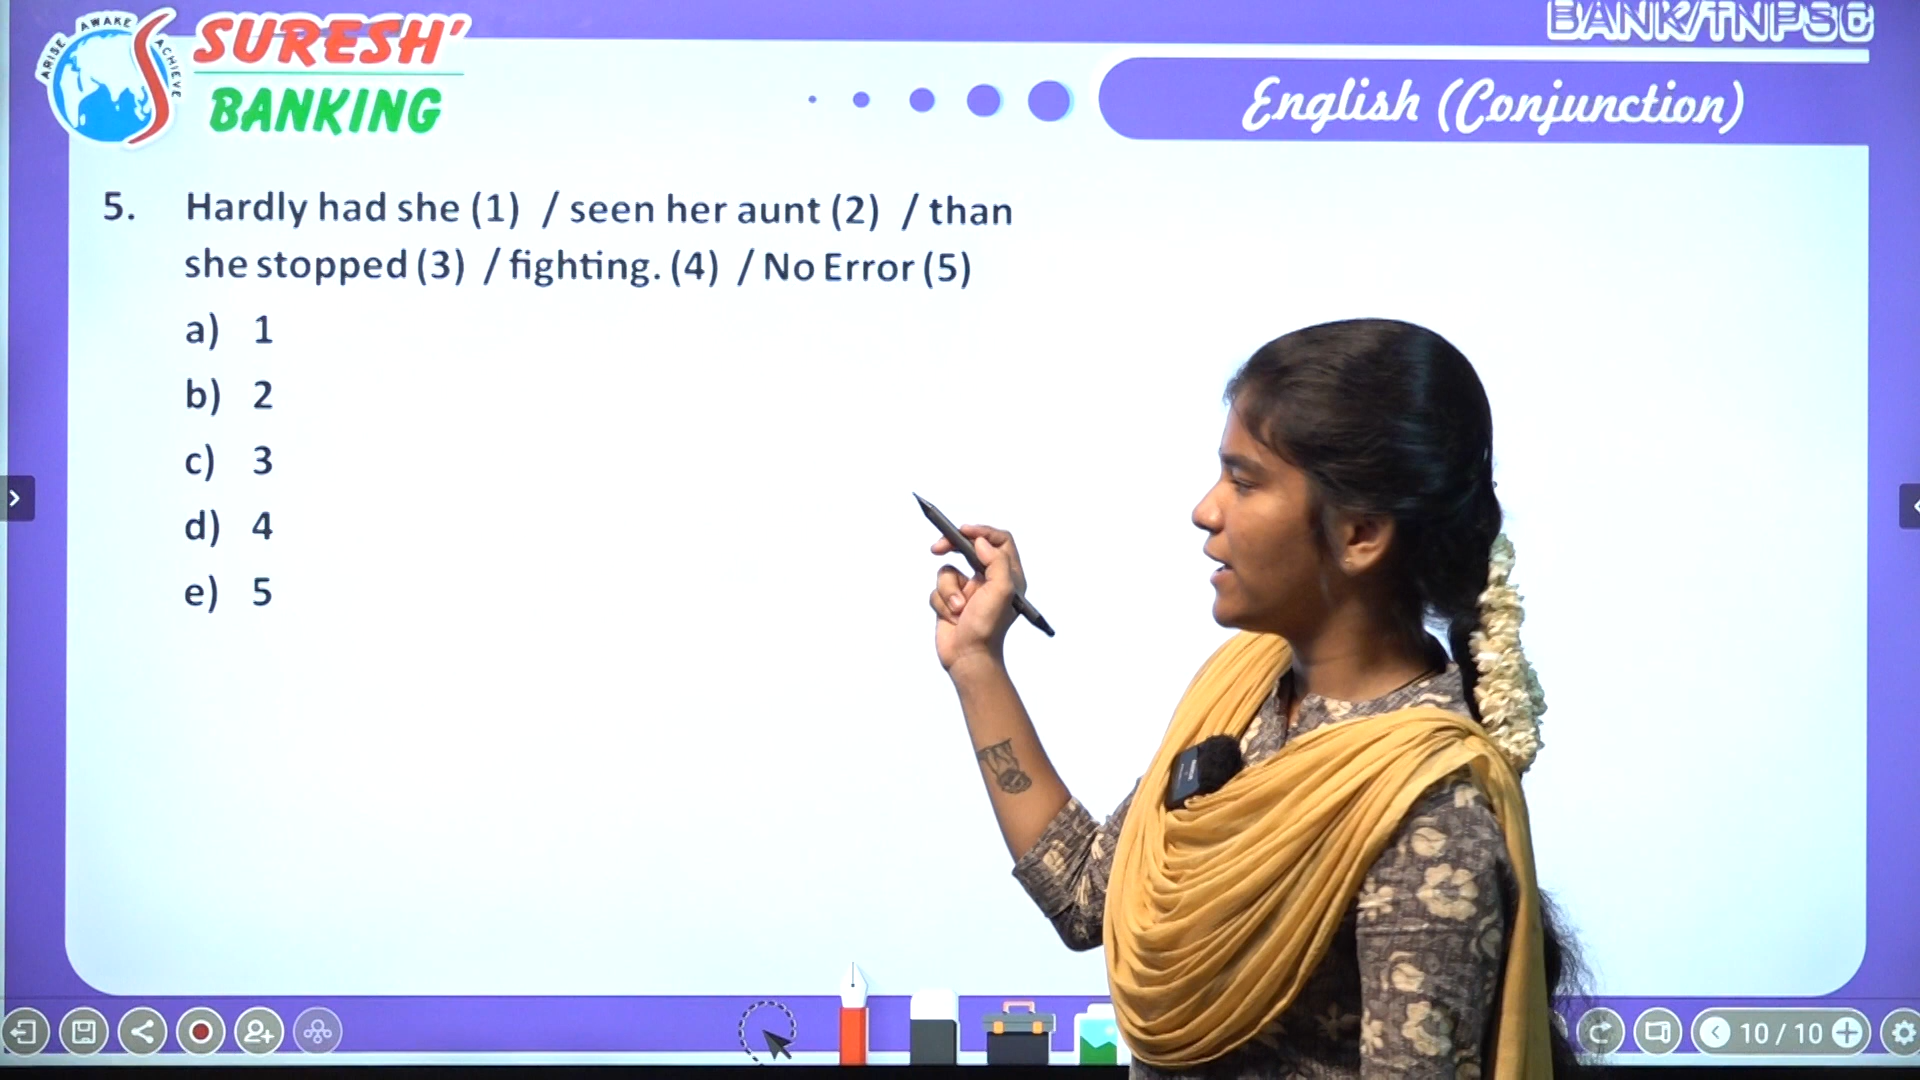 ARISE AWAKE ACHIEVE
SURESH'
BANKING
BANK/TNPSC
English (Conjunction)
5. Hardly had she (1) / seen her aunt (2) / than
she stopped (3) / fighting. (4) / No Error (5)
a) 1
b) 2
c) 3
d) 4
e) 5
10 / 10